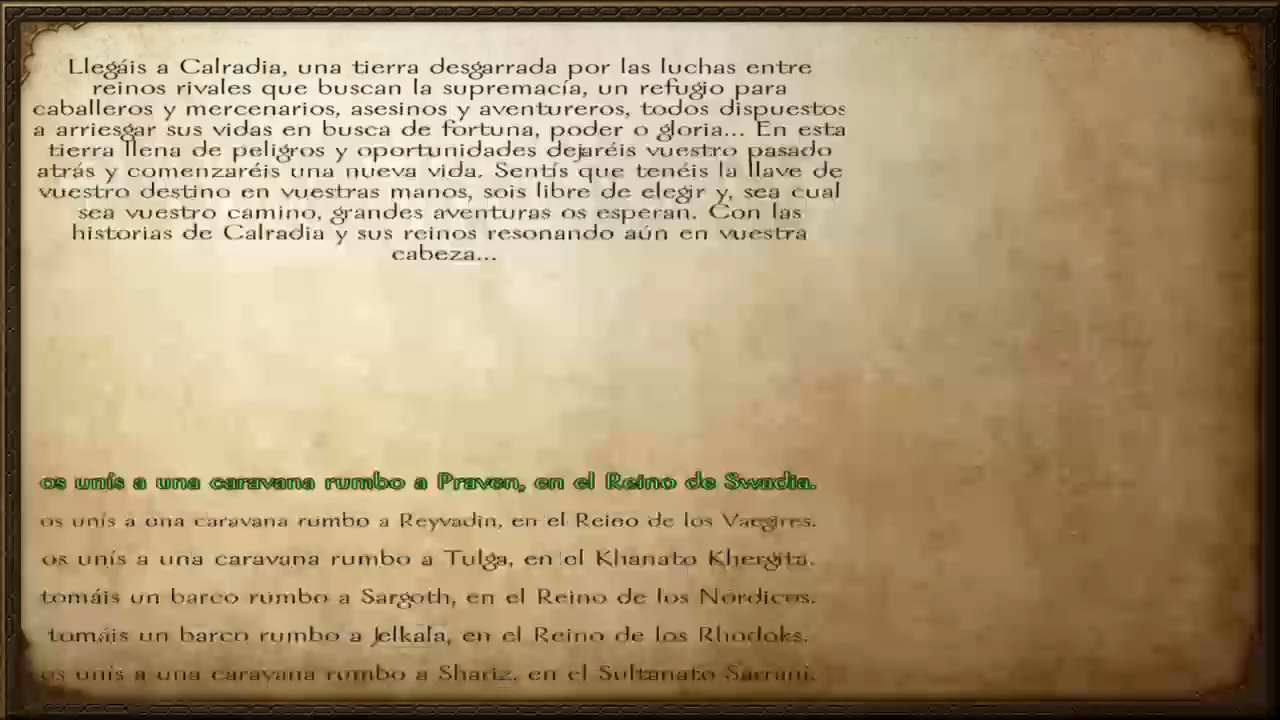 Llegáis a Calradia, una tierra desgarrada por las luchas entre
reinos rivales que buscan la supremacía, un refugio para
caballeros y mercenarios, asesinos y aventureros, todos dispuestos
a arriesgar sus vidas en busca de fortuna, poder o gloria... En esta
tierra llena de peligros y oportunidades dejaréis vuestro pasado
atrás y comenzaréis una nueva vida. Sentís que tenéis la llave de
vuestro destino en vuestras manos, sois libre de elegir y, sea cual
sea vuestro camino, grandes aventuras os esperan. Con las
historias de Calradia y sus reinos resonando aún en vuestra
cabeza...
os unís a una caravana rumbo a Praven, en el Reino de Swadia.
os unís a una caravana rumbo a Reyvadin, en el Reino de los Vaegires.
os unís a una caravana rumbo a Tulga, en el Khanato Khergita.
tomáis un barco rumbo a Sargoth, en el Reino de los Nórdicos.
tomáis un barco rumbo a Jelkala, en el Reino de los Rhodoks.
os unís a una caravana rumbo a Shariz, en el Sultanato Sarraní.